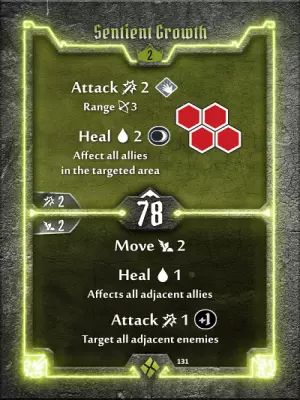 Sentient Growth
2
Attack 2
Range 3
Heal 2
Affect all allies
in the targeted area
2
78
2
Move 2
Heal 1
Affects all adjacent allies
Attack 1 +1
Target all adjacent enemies
131